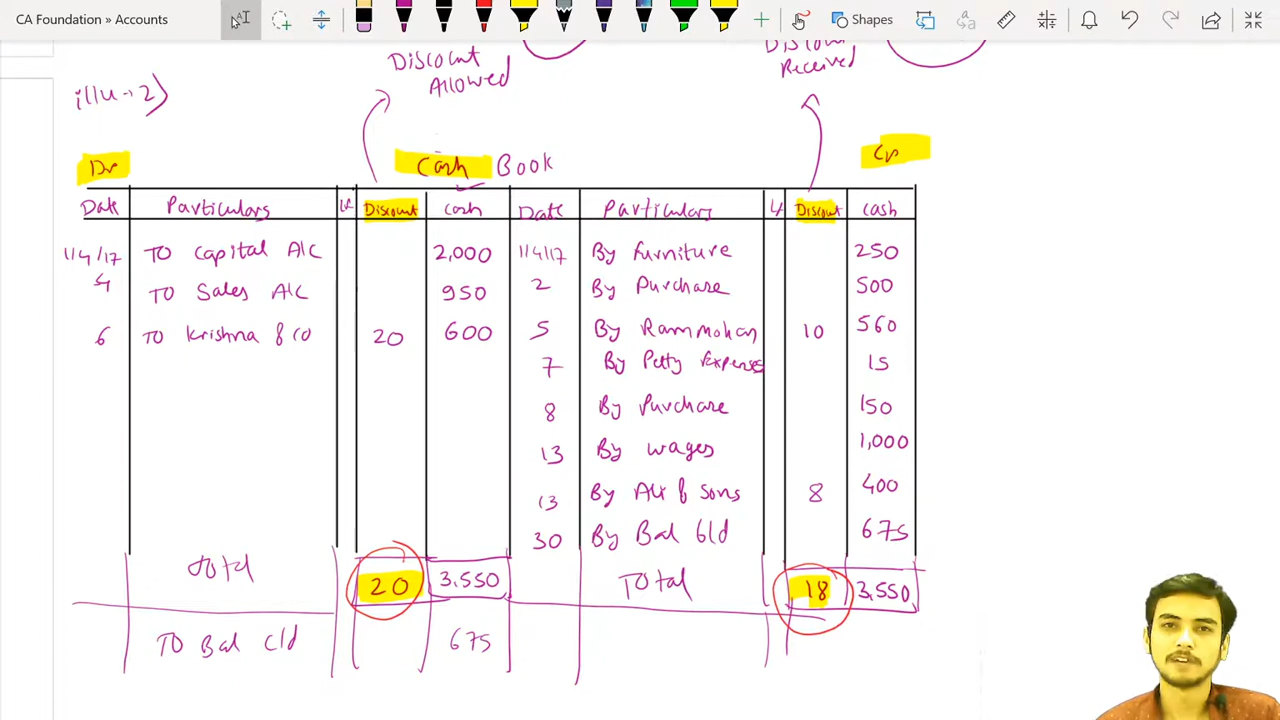 CA Foundation » Accounts
Shapes
Discount Allowed
Discount Received
illu→2)
Dr
Cash Book
Cr
Date Particulars LF Discount Cash Date Particulars LF Discount cash
1/4/17 To Capital A/C 2,000 1/4/17 By furniture 250
4 To Sales A/C 950 2 By Purchase 500
6 To Krishna & co 20 600 5 By Rammohan 10 560
7 By Petty Expenses 15
8 By Purchase 150
13 By wages 1,000
13 By Ali & sons 8 400
30 By Bal b/d 675
Total 20 3,550 Total 18 3,550
To Bal c/d 675